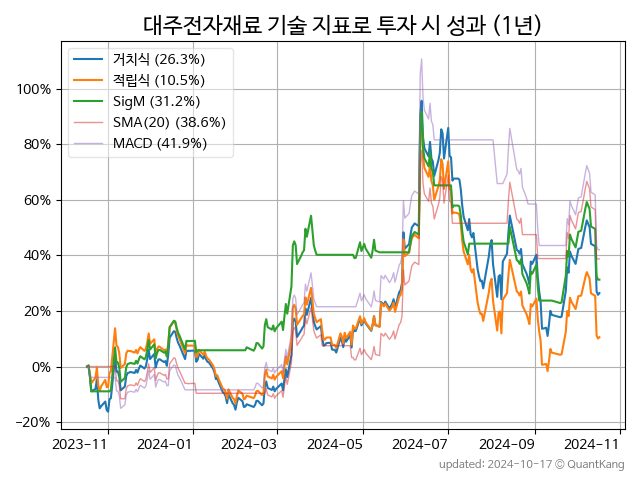 대주전자재료 기술 지표로 투자 시 성과 (1년)
거치식 (26.3%)
적립식 (10.5%)
SigM (31.2%)
SMA(20) (38.6%)
MACD (41.9%)
100%
80%
60%
40%
20%
0%
−20%
2023-11 2024-01 2024-03 2024-05 2024-07 2024-09 2024-11
updated: 2024-10-17 © QuantKang